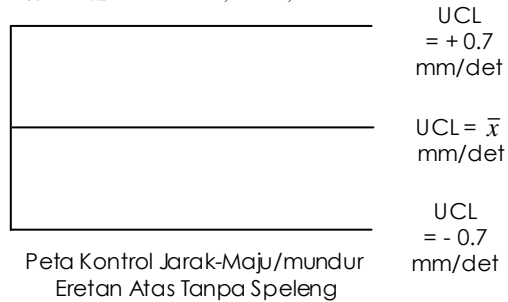 UCL
= + 0.7
mm/det
UCL = x̅
mm/det
UCL
= - 0.7
mm/det
Peta Kontrol Jarak-Maju/mundur
Eretan Atas Tanpa Speleng